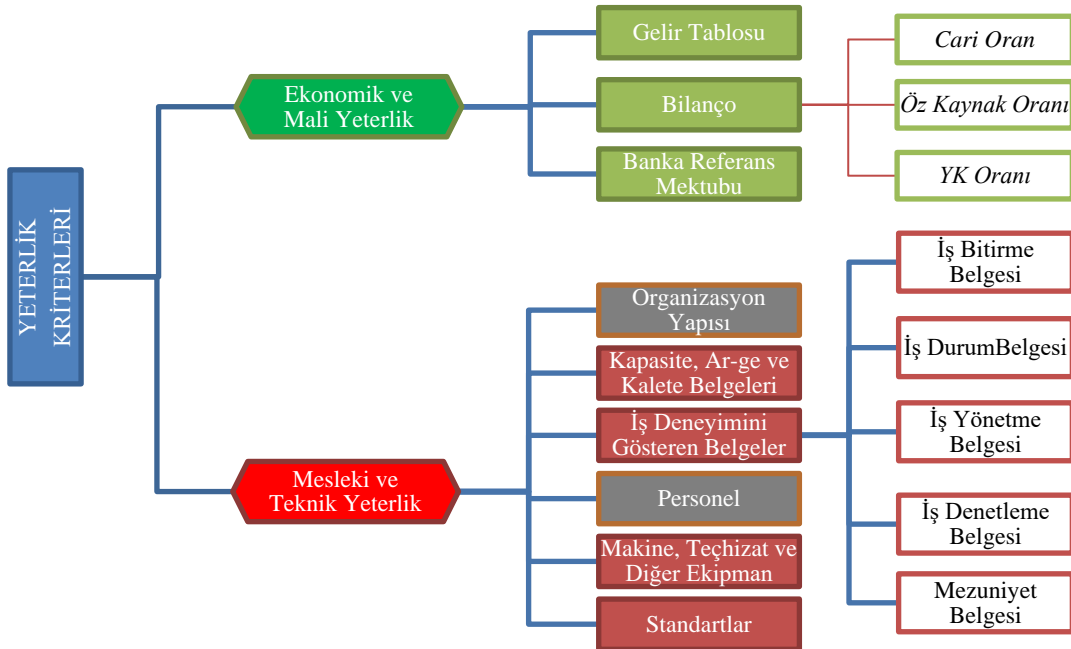 YETERLİK
KRİTERLERİ
Ekonomik ve
Mali Yeterlik
Gelir Tablosu
Bilanço
Banka Referans
Mektubu
Cari Oran
Öz Kaynak Oranı
YK Oranı
Mesleki ve
Teknik Yeterlik
Organizasyon
Yapısı
Kapasite, Ar-ge ve
Kalete Belgeleri
İş Deneyimini
Gösteren Belgeler
Personel
Makine, Teçhizat ve
Diğer Ekipman
Standartlar
İş Bitirme
Belgesi
İş DurumBelgesi
İş Yönetme
Belgesi
İş Denetleme
Belgesi
Mezuniyet
Belgesi